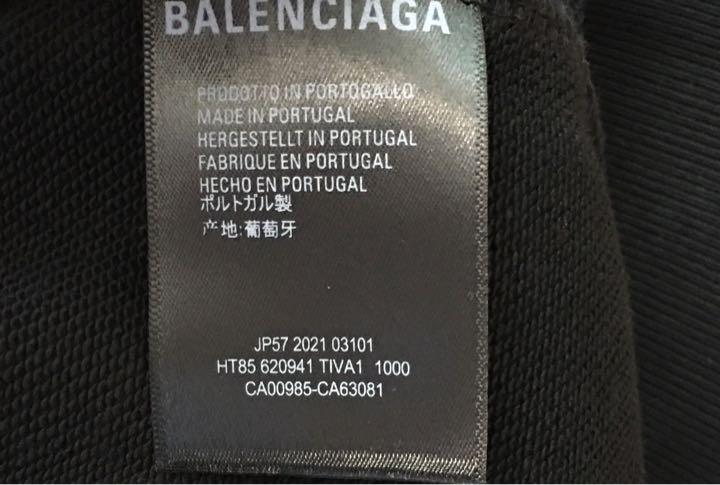 BALENCIAGA
PRODOTTO IN PORTOGALLO
MADE IN PORTUGAL
HERGESTELLT IN PORTUGAL
FABRIQUE EN PORTUGAL
HECHO EN PORTUGAL
ポルトガル製
产地:葡萄牙
JP57 2021 03101
HT85 620941 TIVA1 1000
CA00985-CA63081